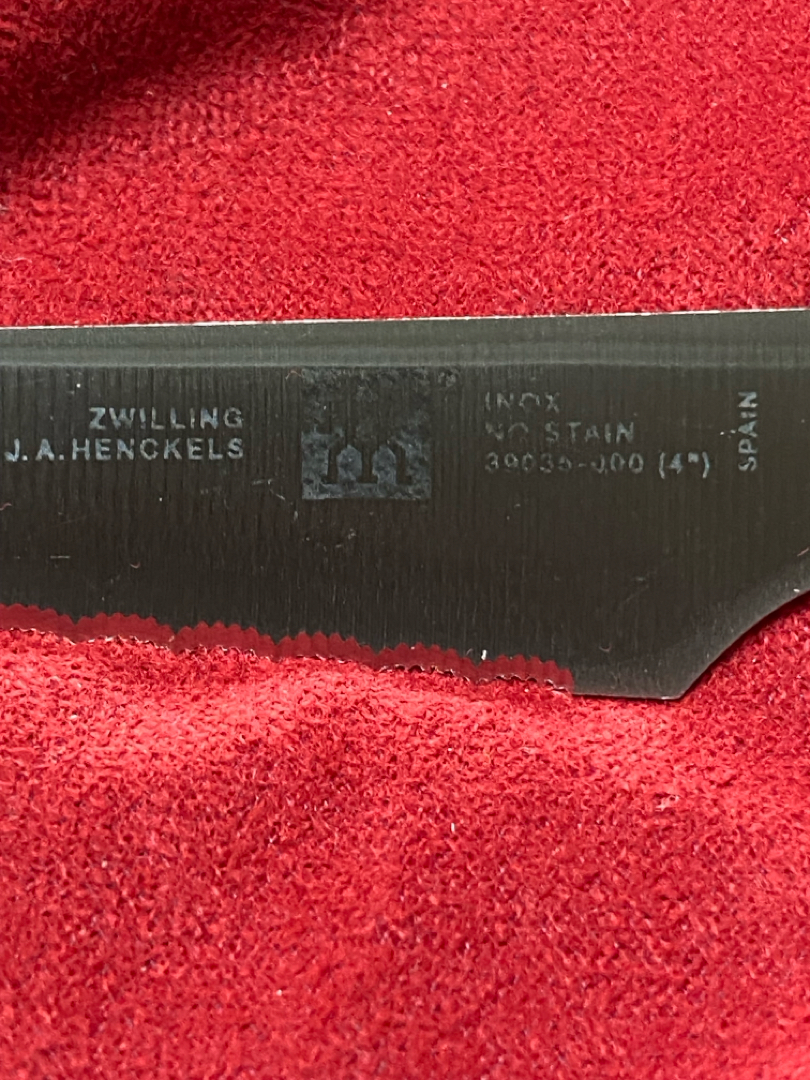 ZWILLING
J.A.HENCKELS
INOX
NO STAIN
39035-000 (4")
SPAIN